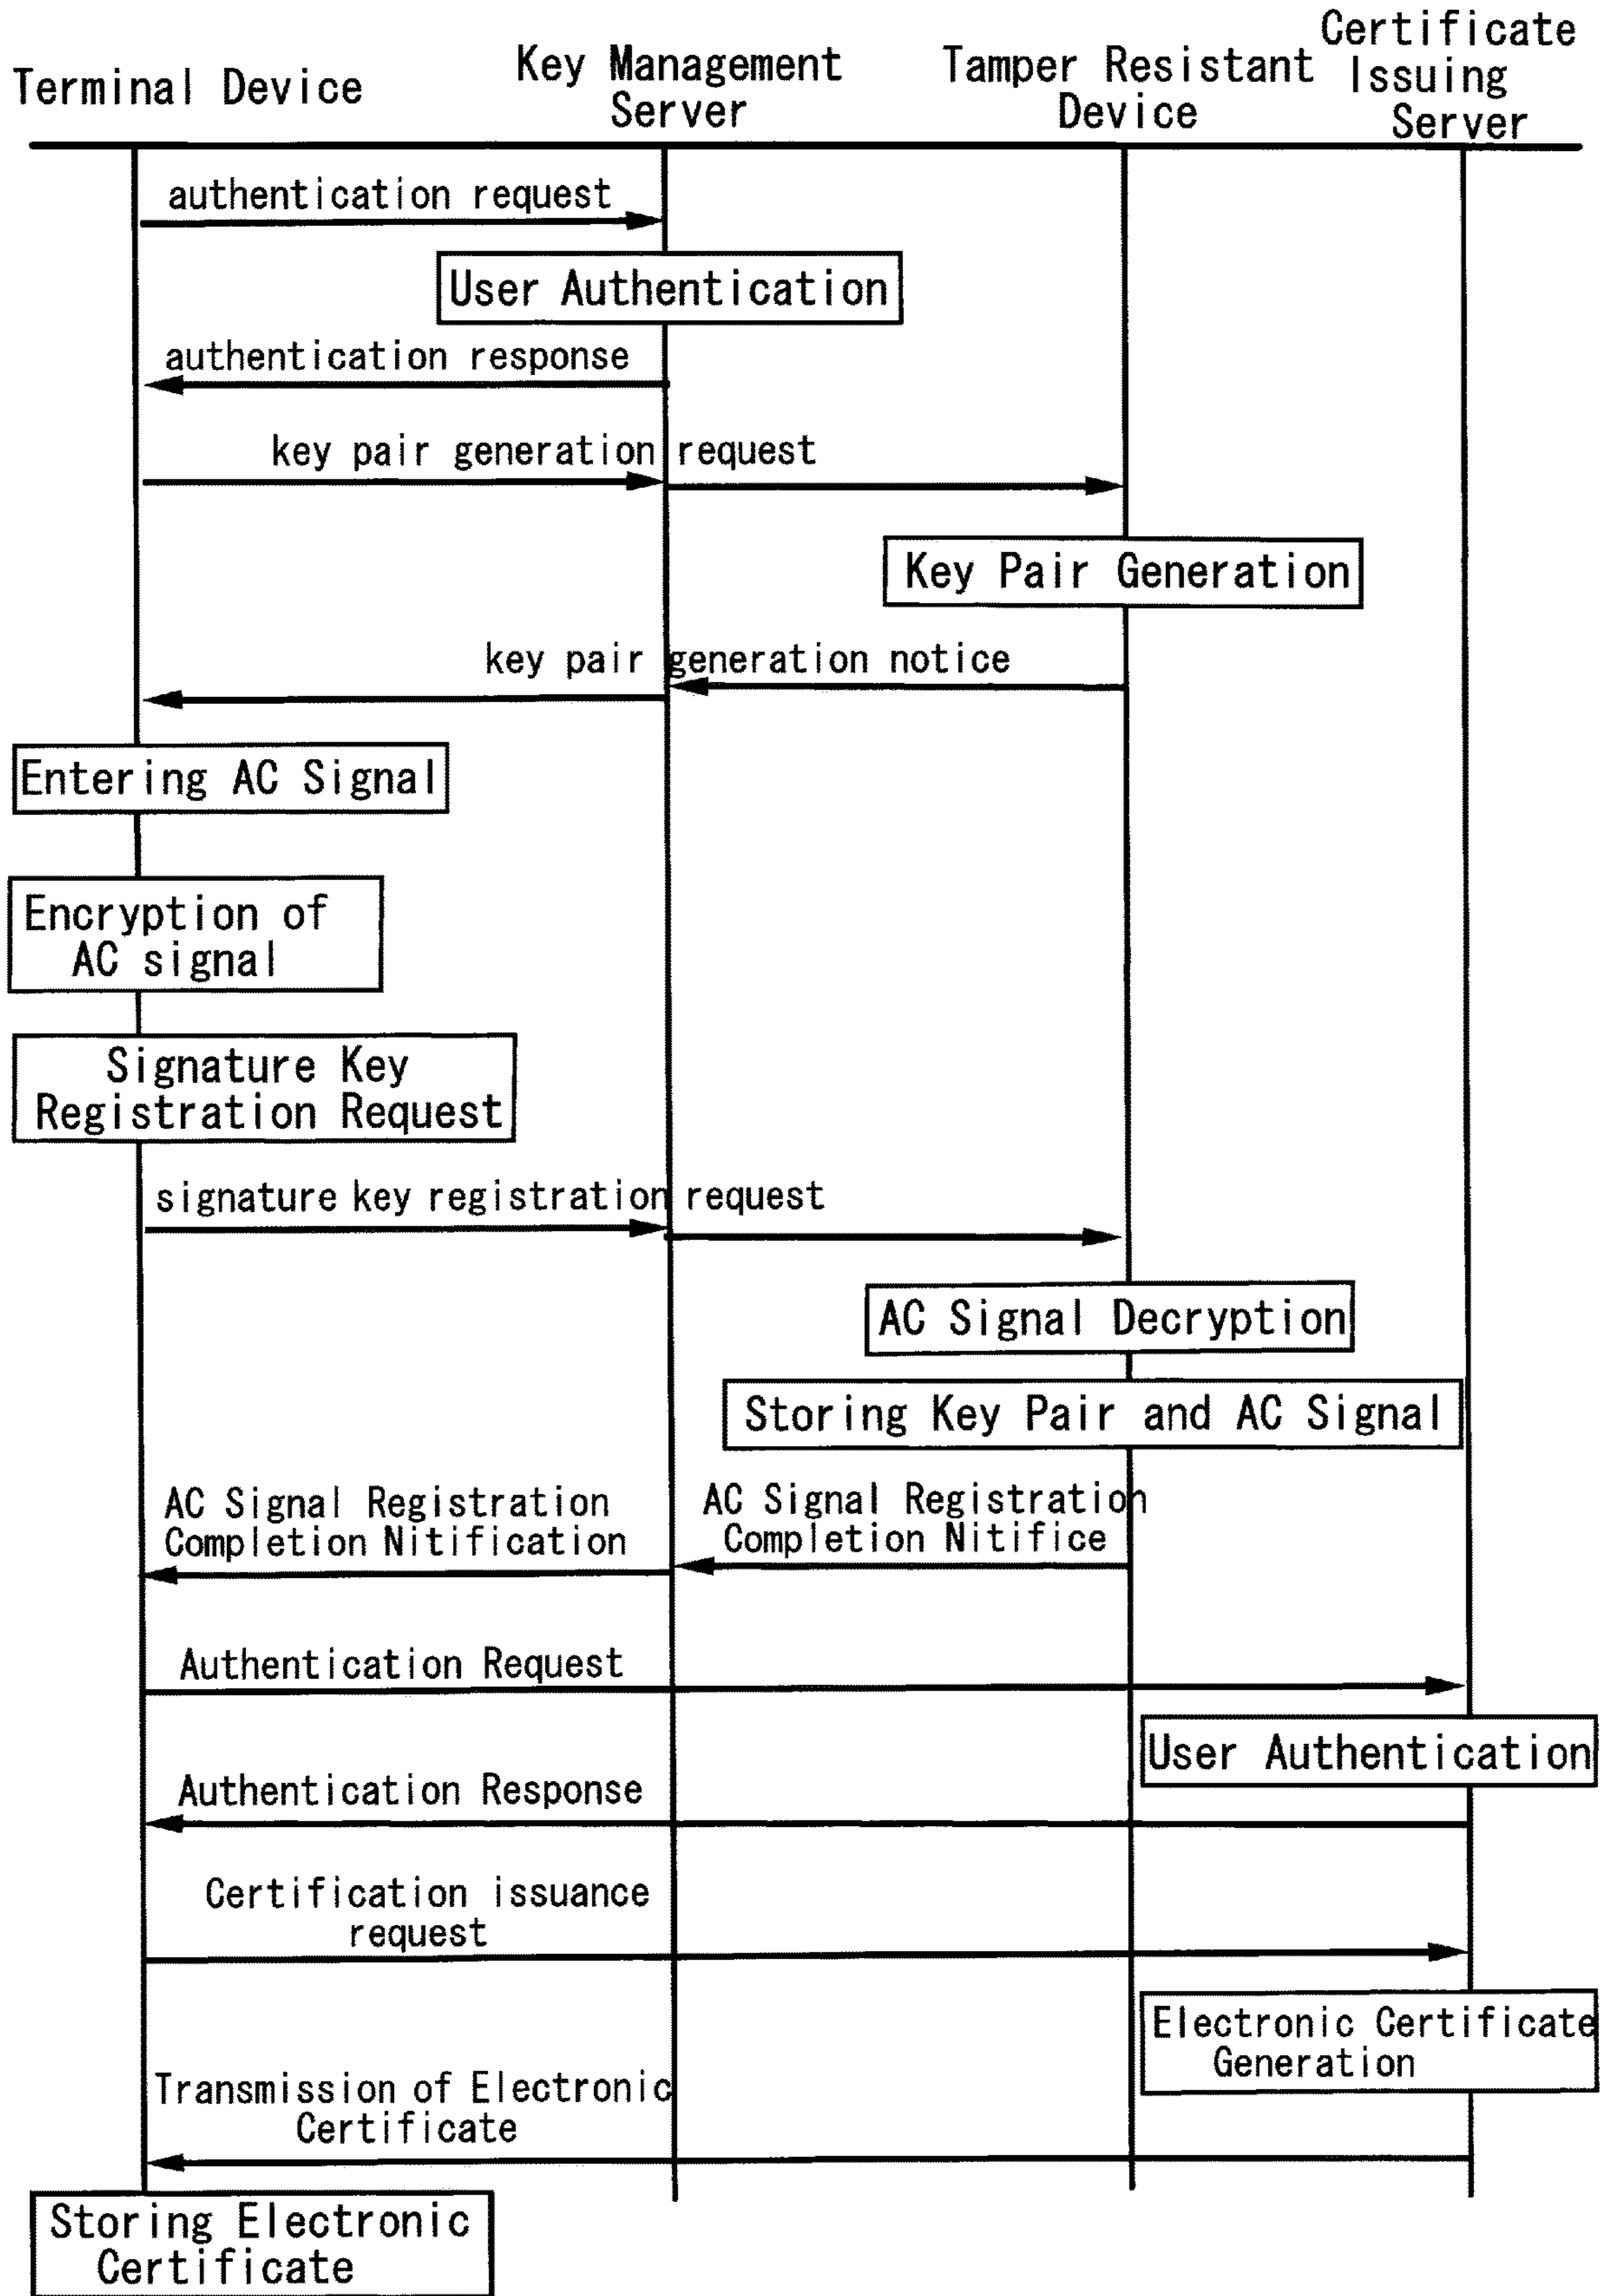 Terminal Device
Key Management
Server
Tamper Resistant
Device
Certificate
Issuing
Server
authentication request
User Authentication
authentication response
key pair generation request
Key Pair Generation
key pair generation notice
Entering AC Signal
Encryption of
AC signal
Signature Key
Registration Request
signature key registration request
AC Signal Decryption
Storing Key Pair and AC Signal
AC Signal Registration
Completion Nitification
AC Signal Registration
Completion Nitifice
Authentication Request
User Authentication
Authentication Response
Certification issuance
request
Electronic Certificate
Generation
Transmission of Electronic
Certificate
Storing Electronic
Certificate